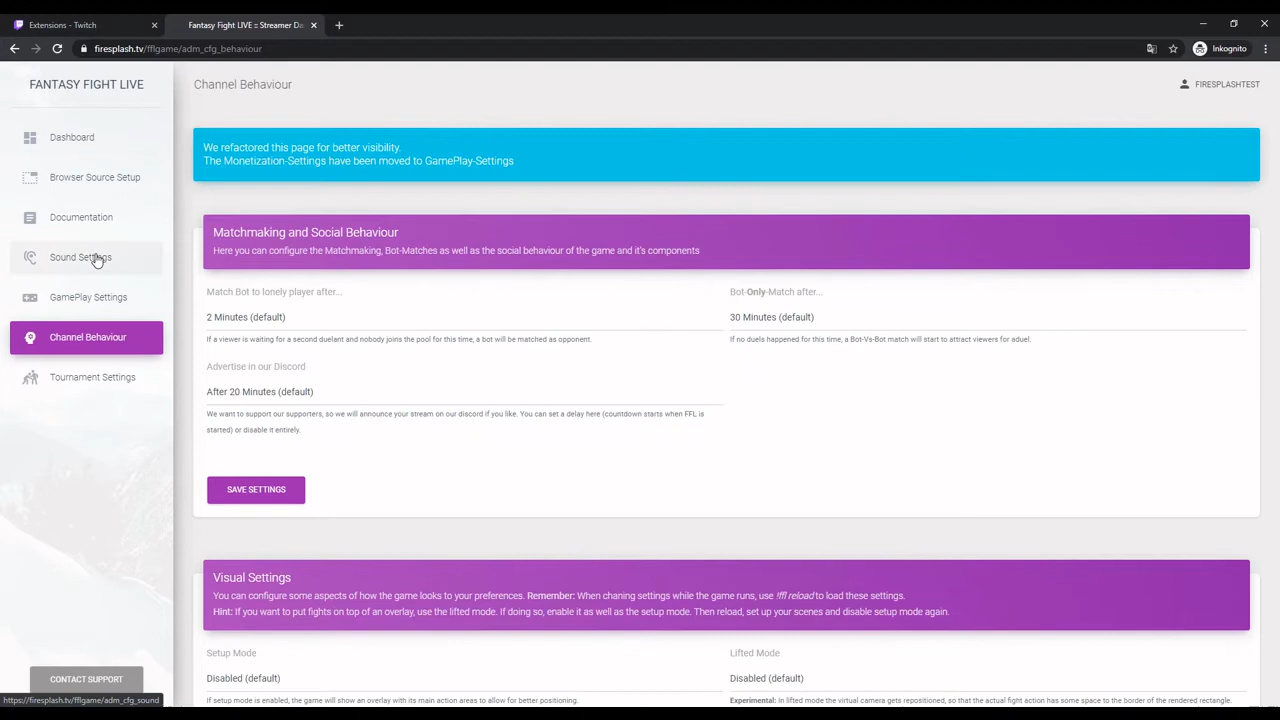 Extensions - Twitch
Fantasy Fight LIVE :: Streamer Da
firesplash.tv/fflgame/adm_cfg_behaviour
Inkognito
FANTASY FIGHT LIVE
Channel Behaviour
FIRESPLASHTEST
Dashboard
Browser Source Setup
Documentation
Sound Settings
GamePlay Settings
Channel Behaviour
Tournament Settings
CONTACT SUPPORT
https://firesplash.tv/fflgame/adm_cfg_sound
We refactored this page for better visibility.
The Monetization-Settings have been moved to GamePlay-Settings
Matchmaking and Social Behaviour
Here you can configure the Matchmaking, Bot-Matches as well as the social behaviour of the game and it's components
Match Bot to lonely player after...
2 Minutes (default)
If a viewer is waiting for a second duelant and nobody joins the pool for this time, a bot will be matched as opponent.
Bot-Only-Match after...
30 Minutes (default)
If no duels happened for this time, a Bot-Vs-Bot match will start to attract viewers for aduel.
Advertise in our Discord
After 20 Minutes (default)
We want to support our supporters, so we will announce your stream on our discord if you like. You can set a delay here (countdown starts when FFL is
started) or disable it entirely.
SAVE SETTINGS
Visual Settings
You can configure some aspects of how the game looks to your preferences. Remember: When chaning settings while the game runs, use !ffl reload to load these settings.
Hint: If you want to put fights on top of an overlay, use the lifted mode. If doing so, enable it as well as the setup mode. Then reload, set up your scenes and disable setup mode again.
Setup Mode
Disabled (default)
If setup mode is enabled, the game will show an overlay with its main action areas to allow for better positioning.
Lifted Mode
Disabled (default)
Experimental: In lifted mode the virtual camera gets repositioned, so that the actual fight action has some space to the border of the rendered rectangle.